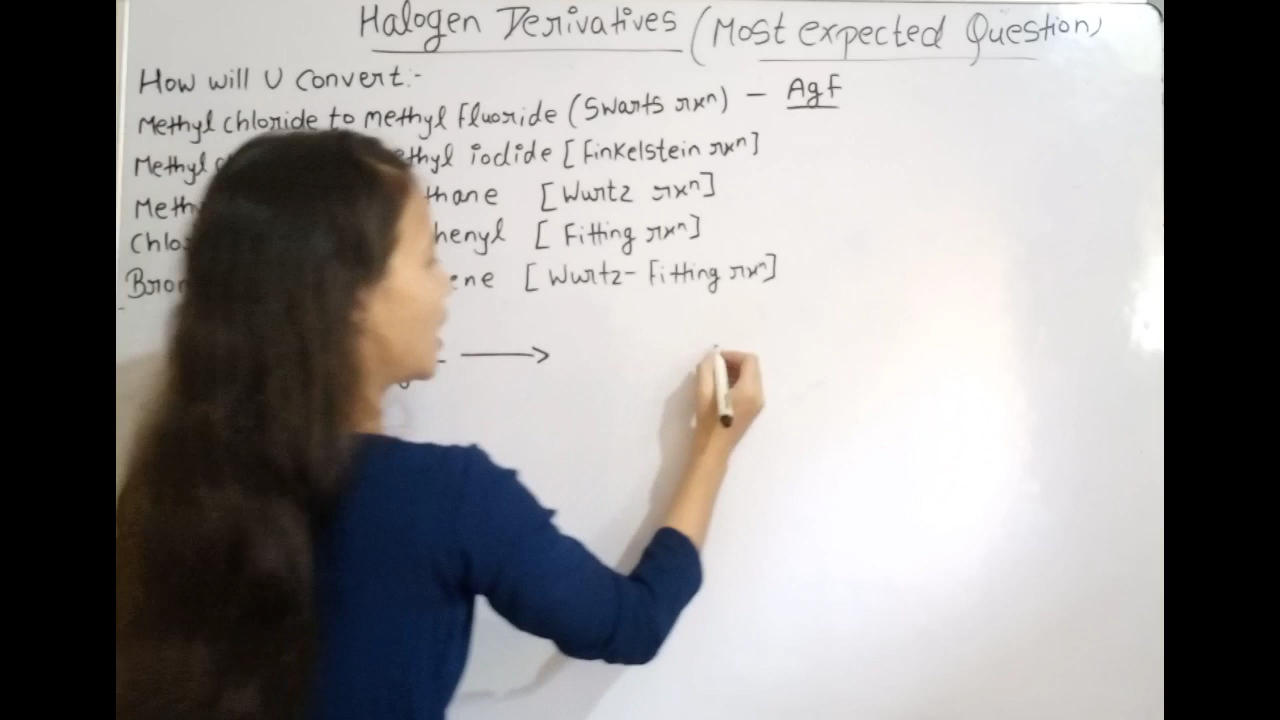 Halogen Derivatives (Most expected Question)
How will U convert:-
Methyl chloride to methyl fluoride (Swarts rxⁿ) - AgF
Methyl iodide [Finkelstein rxⁿ]
[Wurtz rxⁿ]
[Fitting rxⁿ]
[Wurtz-Fitting rxⁿ]